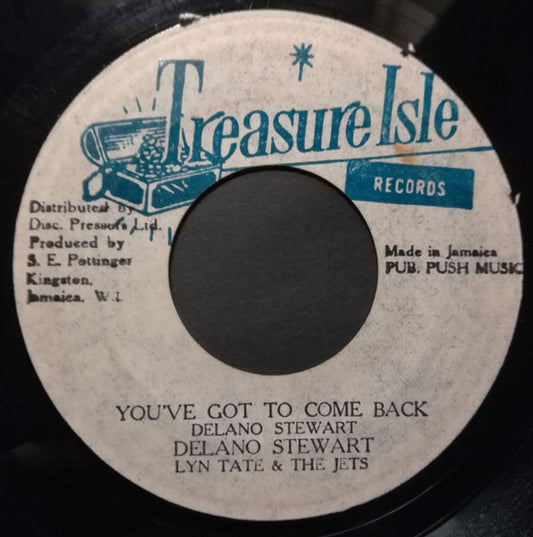 Treasure Isle
RECORDS
Distributed by
Disc. Pressers Ltd.
Produced by
S. E. Pottinger
Kingston,
Jamaica, W.I.
Made in Jamaica
PUB. PUSH MUSIC
YOU'VE GOT TO COME BACK
DELANO STEWART
DELANO STEWART
LYN TATE & THE JETS